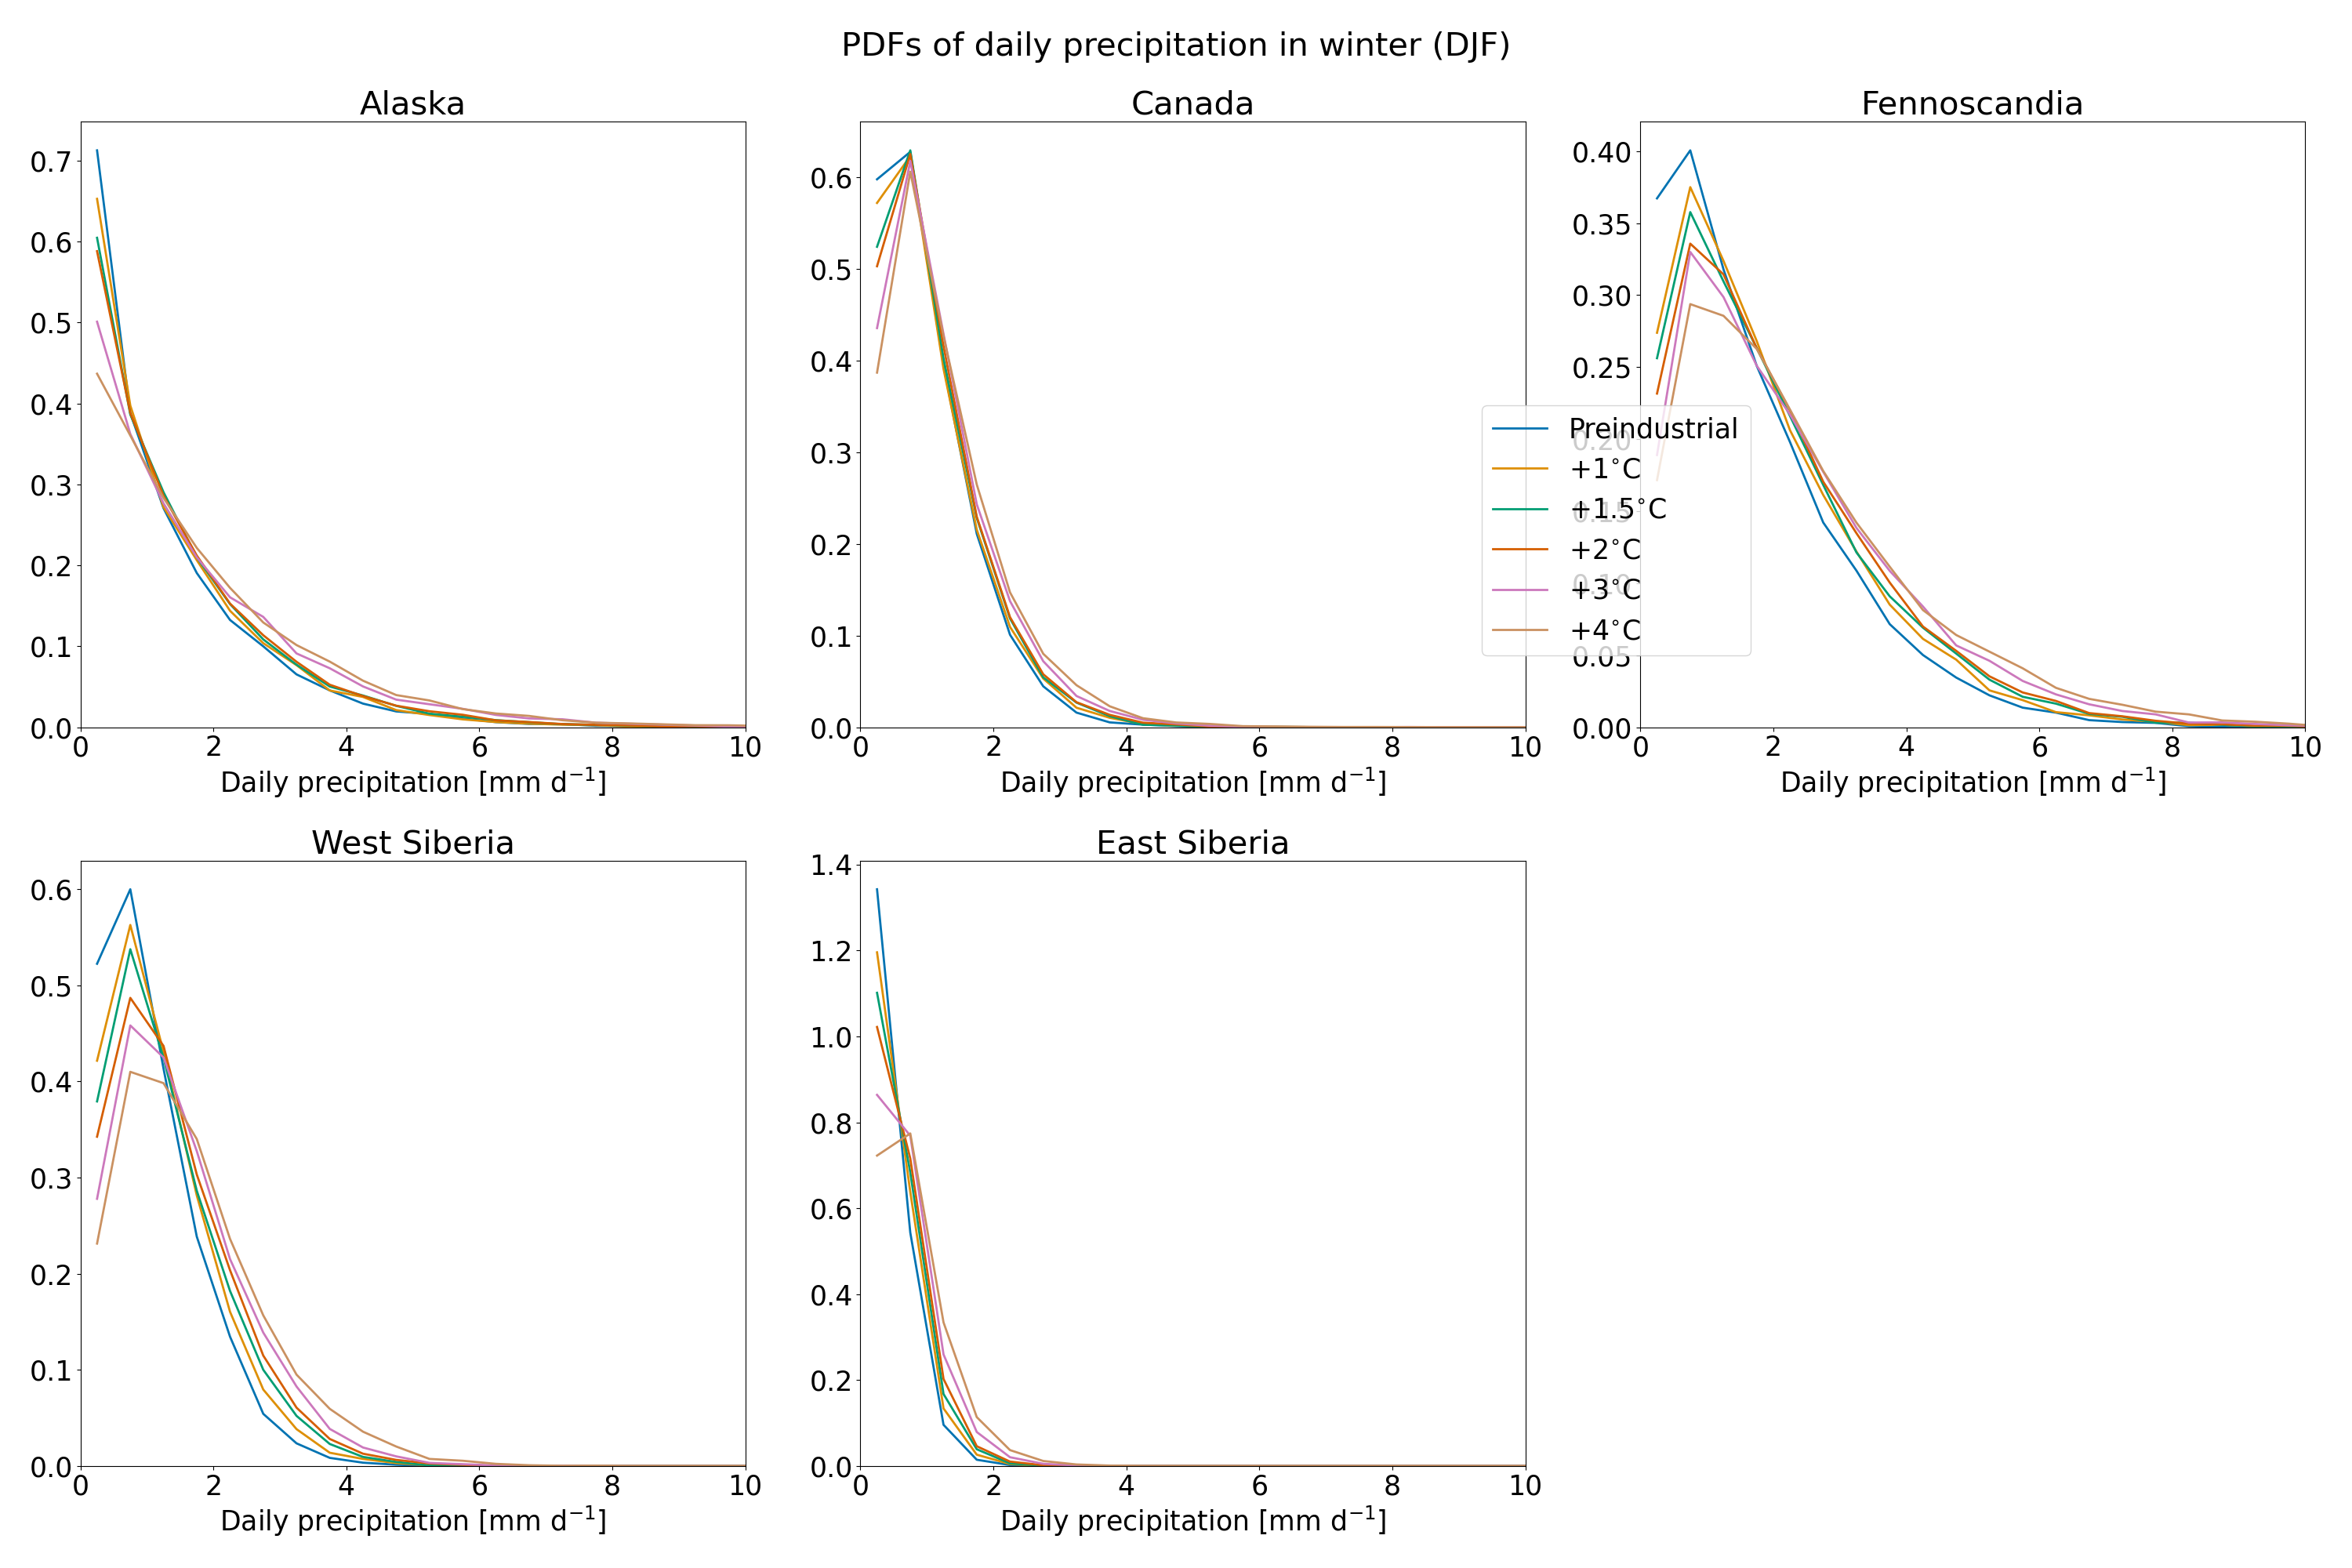 PDFs of daily precipitation in winter (DJF)
Alaska
0.7
0.6
0.5
0.4
0.3
0.2
0.1
0.0
0 2 4 6 8 10
Daily precipitation [mm d⁻¹]
Canada
0.6
0.5
0.4
0.3
0.2
0.1
0.0
0 2 4 6 8 10
Daily precipitation [mm d⁻¹]
Fennoscandia
0.40
0.35
0.30
0.25
0.20
0.15
0.10
0.05
0.00
0 2 4 6 8 10
Daily precipitation [mm d⁻¹]
Preindustrial
+1°C
+1.5°C
+2°C
+3°C
+4°C
West Siberia
0.6
0.5
0.4
0.3
0.2
0.1
0.0
0 2 4 6 8 10
Daily precipitation [mm d⁻¹]
East Siberia
1.4
1.2
1.0
0.8
0.6
0.4
0.2
0.0
0 2 4 6 8 10
Daily precipitation [mm d⁻¹]